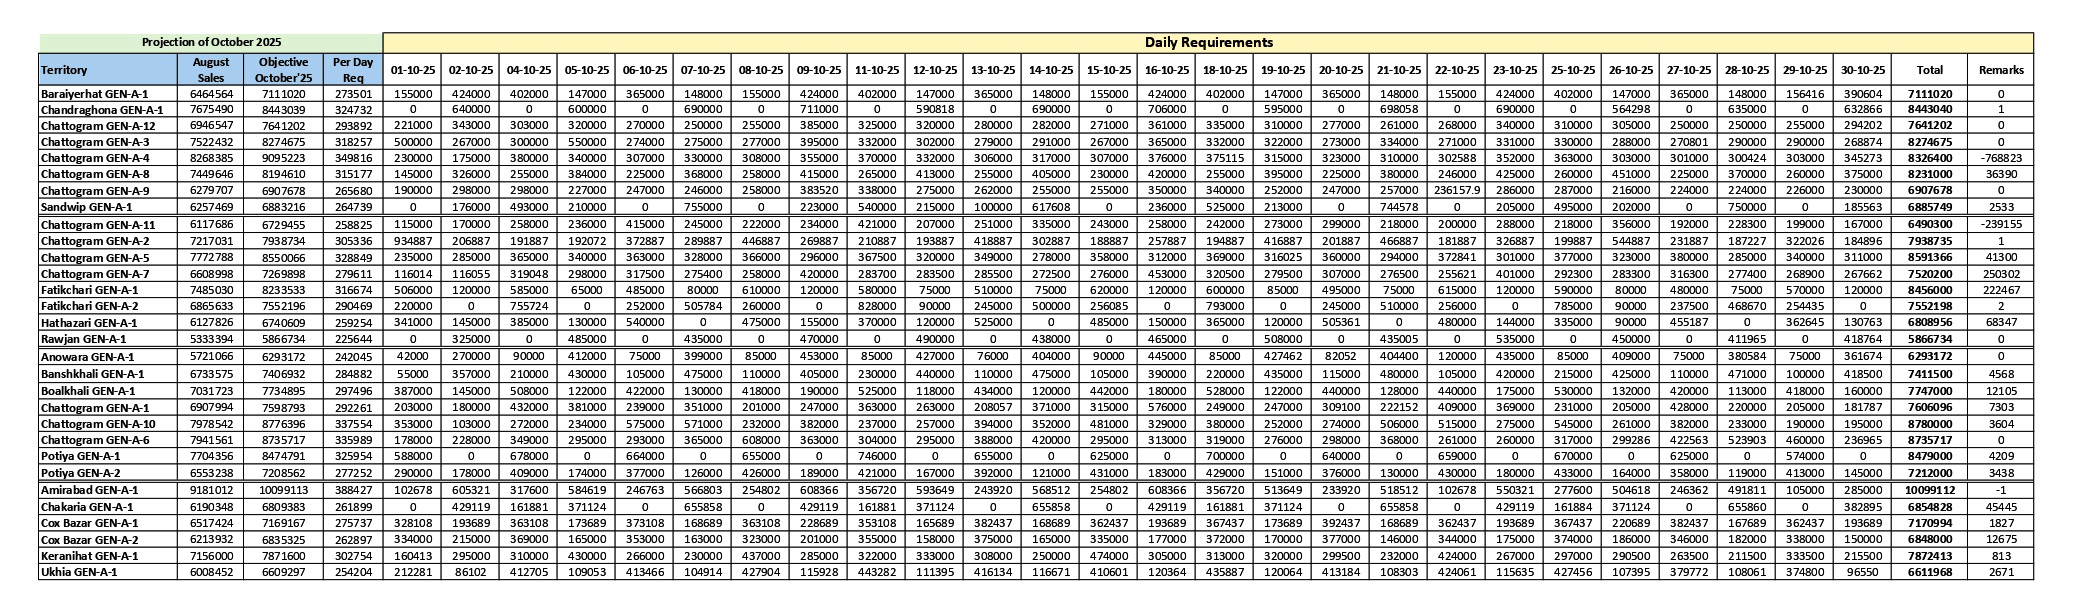 Projection of October 2025 Daily Requirements
Territory August Sales Objective October'25 Per Day Req 01-10-25 02-10-25 04-10-25 05-10-25 06-10-25 07-10-25 08-10-25 09-10-25 11-10-25 12-10-25 13-10-25 14-10-25 15-10-25 16-10-25 18-10-25 19-10-25 20-10-25 21-10-25 22-10-25 23-10-25 25-10-25 26-10-25 27-10-25 28-10-25 29-10-25 30-10-25 Total Remarks
Baraiyerhat GEN-A-1 6464564 7111020 273501 155000 424000 402000 147000 365000 148000 155000 424000 402000 147000 365000 148000 155000 424000 402000 147000 365000 148000 155000 424000 402000 147000 365000 148000 156416 390604 7111020 0
Chandraghona GEN-A-1 7675490 8443039 324732 0 640000 0 600000 0 690000 0 711000 0 590818 0 690000 0 706000 0 595000 0 698058 0 690000 0 564298 0 635000 0 632866 8443040 1
Chattogram GEN-A-12 6946547 7641202 293892 221000 343000 303000 320000 270000 250000 255000 385000 325000 320000 280000 282000 271000 361000 335000 310000 277000 261000 268000 340000 310000 305000 250000 250000 255000 294202 7641202 0
Chattogram GEN-A-3 7522432 8274675 318257 500000 267000 300000 550000 274000 275000 277000 395000 332000 302000 279000 291000 267000 365000 332000 322000 273000 334000 271000 331000 330000 288000 270801 290000 290000 268874 8274675 0
Chattogram GEN-A-4 8268385 9095223 349816 230000 175000 380000 340000 307000 330000 308000 355000 370000 332000 306000 317000 307000 376000 375115 315000 323000 310000 302588 352000 363000 303000 301000 300424 303000 345273 8326400 -768823
Chattogram GEN-A-8 7449646 8194610 315177 145000 326000 255000 384000 225000 368000 258000 415000 265000 413000 255000 405000 230000 420000 255000 395000 225000 380000 246000 425000 260000 451000 225000 370000 260000 375000 8231000 36390
Chattogram GEN-A-9 6279707 6907678 265680 190000 298000 298000 227000 247000 246000 258000 383520 338000 275000 262000 255000 255000 350000 340000 252000 247000 257000 236157.9 286000 287000 216000 224000 224000 226000 230000 6907678 0
Sandwip GEN-A-1 6257469 6883216 264739 0 176000 493000 210000 0 755000 0 223000 540000 215000 100000 617608 0 236000 525000 213000 0 744578 0 205000 495000 202000 0 750000 0 185563 6885749 2533
Chattogram GEN-A-11 6117686 6729455 258825 115000 170000 258000 236000 415000 245000 222000 234000 421000 207000 251000 335000 243000 258000 242000 273000 299000 218000 200000 288000 218000 356000 192000 228300 199000 167000 6490300 -239155
Chattogram GEN-A-2 7217031 7938734 305336 934887 206887 191887 192072 372887 289887 446887 269887 210887 193887 418887 302887 188887 257887 194887 416887 201887 466887 181887 326887 199887 544887 231887 187227 322026 184896 7938735 1
Chattogram GEN-A-5 7772788 8550066 328849 235000 285000 365000 340000 363000 328000 366000 296000 367500 320000 349000 278000 358000 312000 369000 316025 360000 294000 372841 301000 377000 323000 380000 285000 340000 311000 8591366 41300
Chattogram GEN-A-7 6608998 7269898 279611 116014 116055 319048 298000 317500 275400 258000 420000 283700 283500 285500 272500 276000 453000 320500 279500 307000 276500 255621 401000 292300 283300 316300 277400 268900 267662 7520200 250302
Fatikchari GEN-A-1 7485030 8233533 316674 506000 120000 585000 65000 485000 80000 610000 120000 580000 75000 510000 75000 620000 120000 600000 85000 495000 75000 615000 120000 590000 80000 480000 75000 570000 120000 8456000 222467
Fatikchari GEN-A-2 6865633 7552196 290469 220000 0 755724 0 252000 505784 260000 0 828000 90000 245000 500000 256085 0 793000 0 245000 510000 256000 0 785000 90000 237500 468670 254435 0 7552198 2
Hathazari GEN-A-1 6127826 6740609 259254 341000 145000 385000 130000 540000 0 475000 155000 370000 120000 525000 0 485000 150000 365000 120000 505361 0 480000 144000 335000 90000 455187 0 362645 130763 6808956 68347
Rawjan GEN-A-1 5333394 5866734 225644 0 325000 0 485000 0 435000 0 470000 0 490000 0 438000 0 465000 0 508000 0 435005 0 535000 0 450000 0 411965 0 418764 5866734 0
Anowara GEN-A-1 5721066 6293172 242045 42000 270000 90000 412000 75000 399000 85000 453000 85000 427000 76000 404000 90000 445000 85000 427462 82052 404400 120000 435000 85000 409000 75000 380584 75000 361674 6293172 0
Banshkhali GEN-A-1 6733575 7406932 284882 55000 357000 210000 430000 105000 475000 110000 405000 230000 440000 110000 475000 105000 390000 220000 435000 115000 480000 105000 420000 215000 425000 110000 471000 100000 418500 7411500 4568
Boalkhali GEN-A-1 7031723 7734895 297496 387000 145000 508000 122000 422000 130000 418000 190000 525000 118000 434000 120000 442000 180000 528000 122000 440000 128000 440000 175000 530000 132000 420000 113000 418000 160000 7747000 12105
Chattogram GEN-A-1 6907994 7598793 292261 203000 180000 432000 381000 239000 351000 201000 247000 363000 263000 208057 371000 315000 576000 249000 247000 309100 222152 409000 369000 231000 205000 428000 220000 205000 181787 7606096 7303
Chattogram GEN-A-10 7978542 8776396 337554 353000 103000 272000 234000 575000 571000 232000 382000 237000 257000 394000 352000 481000 329000 380000 252000 274000 506000 515000 275000 545000 261000 382000 233000 190000 195000 8780000 3604
Chattogram GEN-A-6 7941561 8735717 335989 178000 228000 349000 295000 293000 365000 608000 363000 304000 295000 388000 420000 295000 313000 319000 276000 298000 368000 261000 260000 317000 299286 422563 523903 460000 236965 8735717 0
Potiya GEN-A-1 7704356 8474791 325954 588000 0 678000 0 664000 0 655000 0 746000 0 655000 0 625000 0 700000 0 640000 0 659000 0 670000 0 625000 0 574000 0 8479000 4209
Potiya GEN-A-2 6553238 7208562 277252 290000 178000 409000 174000 377000 126000 426000 189000 421000 167000 392000 121000 431000 183000 429000 151000 376000 130000 430000 180000 433000 164000 358000 119000 413000 145000 7212000 3438
Amirabad GEN-A-1 9181012 10099113 388427 102678 605321 317600 584619 246763 566803 254802 608366 356720 593649 243920 568512 254802 608366 356720 513649 233920 518512 102678 550321 277600 504618 246362 491811 105000 285000 10099112 -1
Chakaria GEN-A-1 6190348 6809383 261899 0 429119 161881 371124 0 655858 0 429119 161881 371124 0 655858 0 429119 161881 371124 0 655858 0 429119 161884 371124 0 655860 0 382895 6854828 45445
Cox Bazar GEN-A-1 6517424 7169167 275737 328108 193689 363108 173689 373108 168689 363108 228689 353108 165689 382437 168689 362437 193689 367437 173689 392437 168689 362437 193689 367437 220689 382437 167689 362437 193689 7170994 1827
Cox Bazar GEN-A-2 6213932 6835325 262897 334000 215000 369000 165000 353000 163000 323000 201000 355000 158000 375000 165000 335000 177000 372000 170000 377000 146000 344000 175000 374000 186000 346000 182000 338000 150000 6848000 12675
Keranihat GEN-A-1 7156000 7871600 302754 160413 295000 310000 430000 266000 230000 437000 285000 322000 333000 308000 250000 474000 305000 313000 320000 299500 232000 424000 267000 297000 290500 263500 211500 333500 215500 7872413 813
Ukhia GEN-A-1 6008452 6609297 254204 212281 86102 412705 109053 413466 104914 427904 115928 443282 111395 416134 116671 410601 120364 435887 120064 413184 108303 424061 115635 427456 107395 379772 108061 374800 96550 6611968 2671